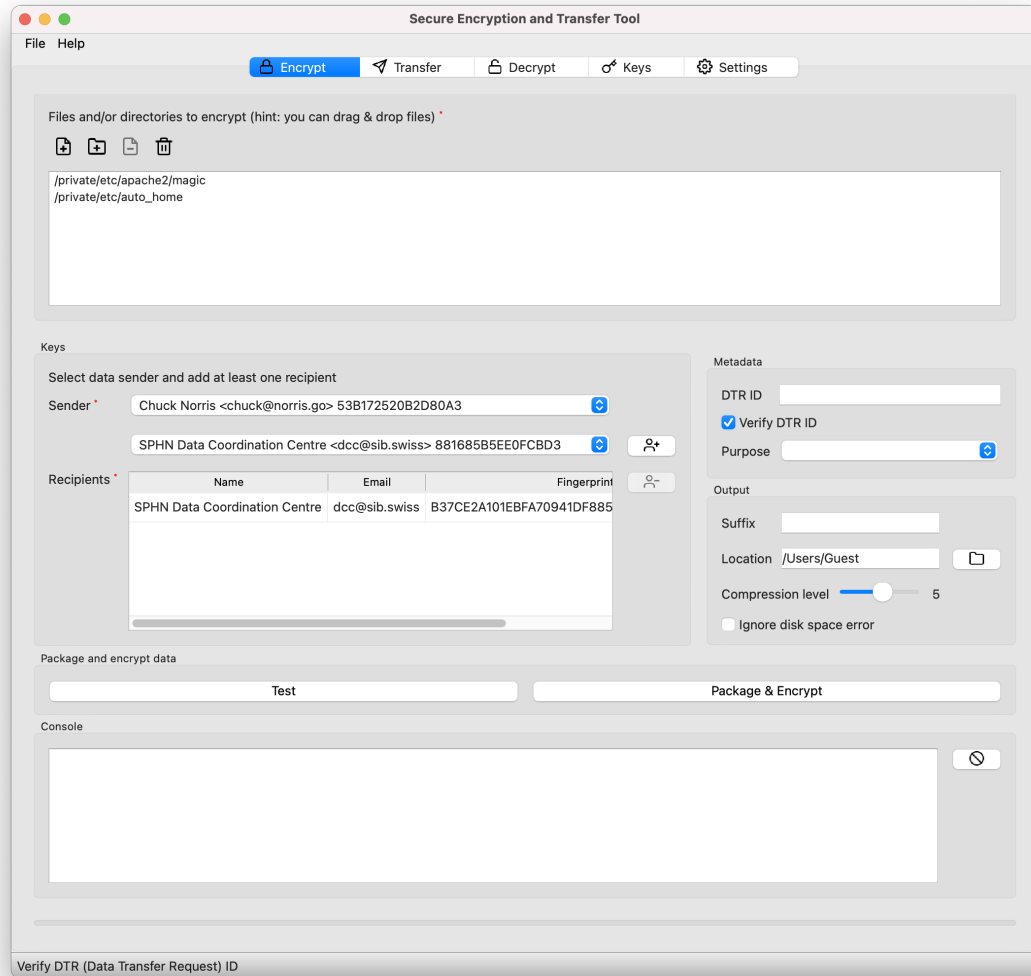 Secure Encryption and Transfer Tool
File Help
Encrypt Transfer Decrypt Keys Settings
Files and/or directories to encrypt (hint: you can drag & drop files) *
/private/etc/apache2/magic
/private/etc/auto_home
Keys
Select data sender and add at least one recipient
Sender * Chuck Norris <chuck@norris.go> 53B172520B2D80A3
SPHN Data Coordination Centre <dcc@sib.swiss> 881685B5EE0FCBD3
Recipients *
Name Email Fingerprint
SPHN Data Coordination Centre dcc@sib.swiss B37CE2A101EBFA70941DF885
Metadata
DTR ID
Verify DTR ID
Purpose
Output
Suffix
Location /Users/Guest
Compression level 5
Ignore disk space error
Package and encrypt data
Test Package & Encrypt
Console
Verify DTR (Data Transfer Request) ID